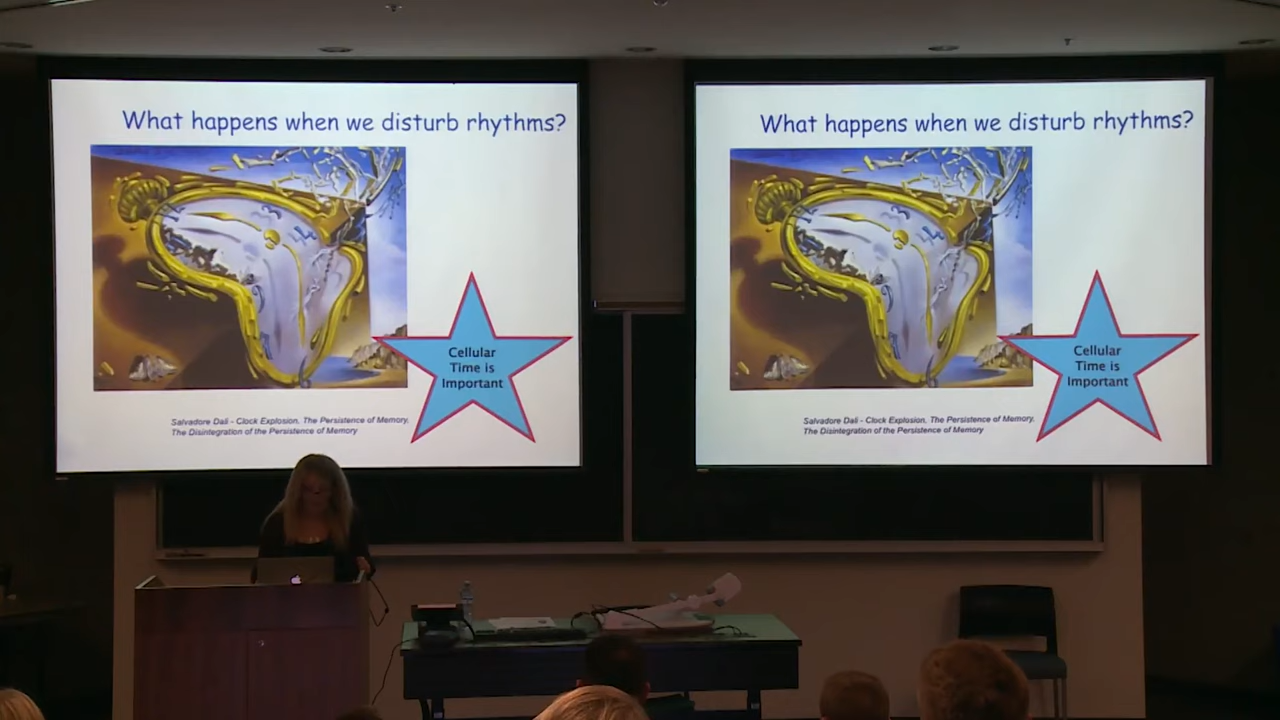 What happens when we disturb rhythms?
Cellular
Time is
Important
Salvadore Dali - Clock Explosion, The Persistence of Memory,
The Disintegration of the Persistence of Memory
What happens when we disturb rhythms?
Cellular
Time is
Important
Salvadore Dali - Clock Explosion, The Persistence of Memory,
The Disintegration of the Persistence of Memory